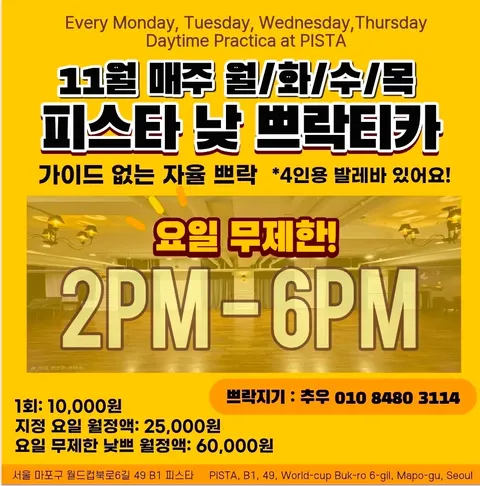 Every Monday, Tuesday, Wednesday,Thursday
Daytime Practica at PISTA
11월 매주 월/화/수/목
피스타 낮 쁘락티카
가이드 없는 자율 쁘락 *4인용 발레바 있어요!
요일 무제한!
2PM – 6PM
쁘락지기 : 추우 010 8480 3114
1회: 10,000원
지정 요일 월정액: 25,000원
요일 무제한 낮쁘 월정액: 60,000원
서울 마포구 월드컵북로6길 49 B1 피스타 PISTA, B1, 49, World-cup Buk-ro 6-gil, Mapo-gu, Seoul